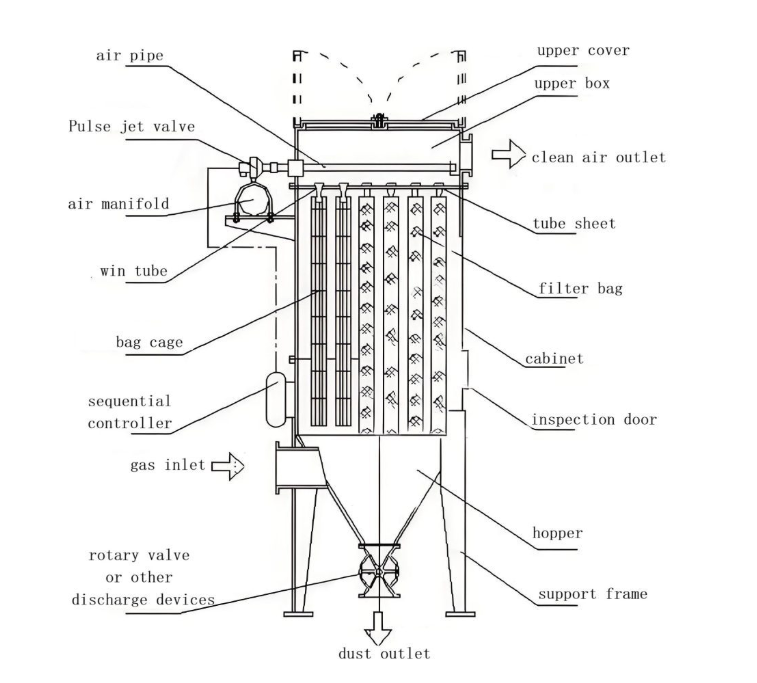 air pipe
Pulse jet valve
air manifold
win tube
bag cage
sequential
controller
gas inlet
rotary valve
or other
discharge devices
upper cover
upper box
clean air outlet
tube sheet
filter bag
cabinet
inspection door
hopper
support frame
dust outlet